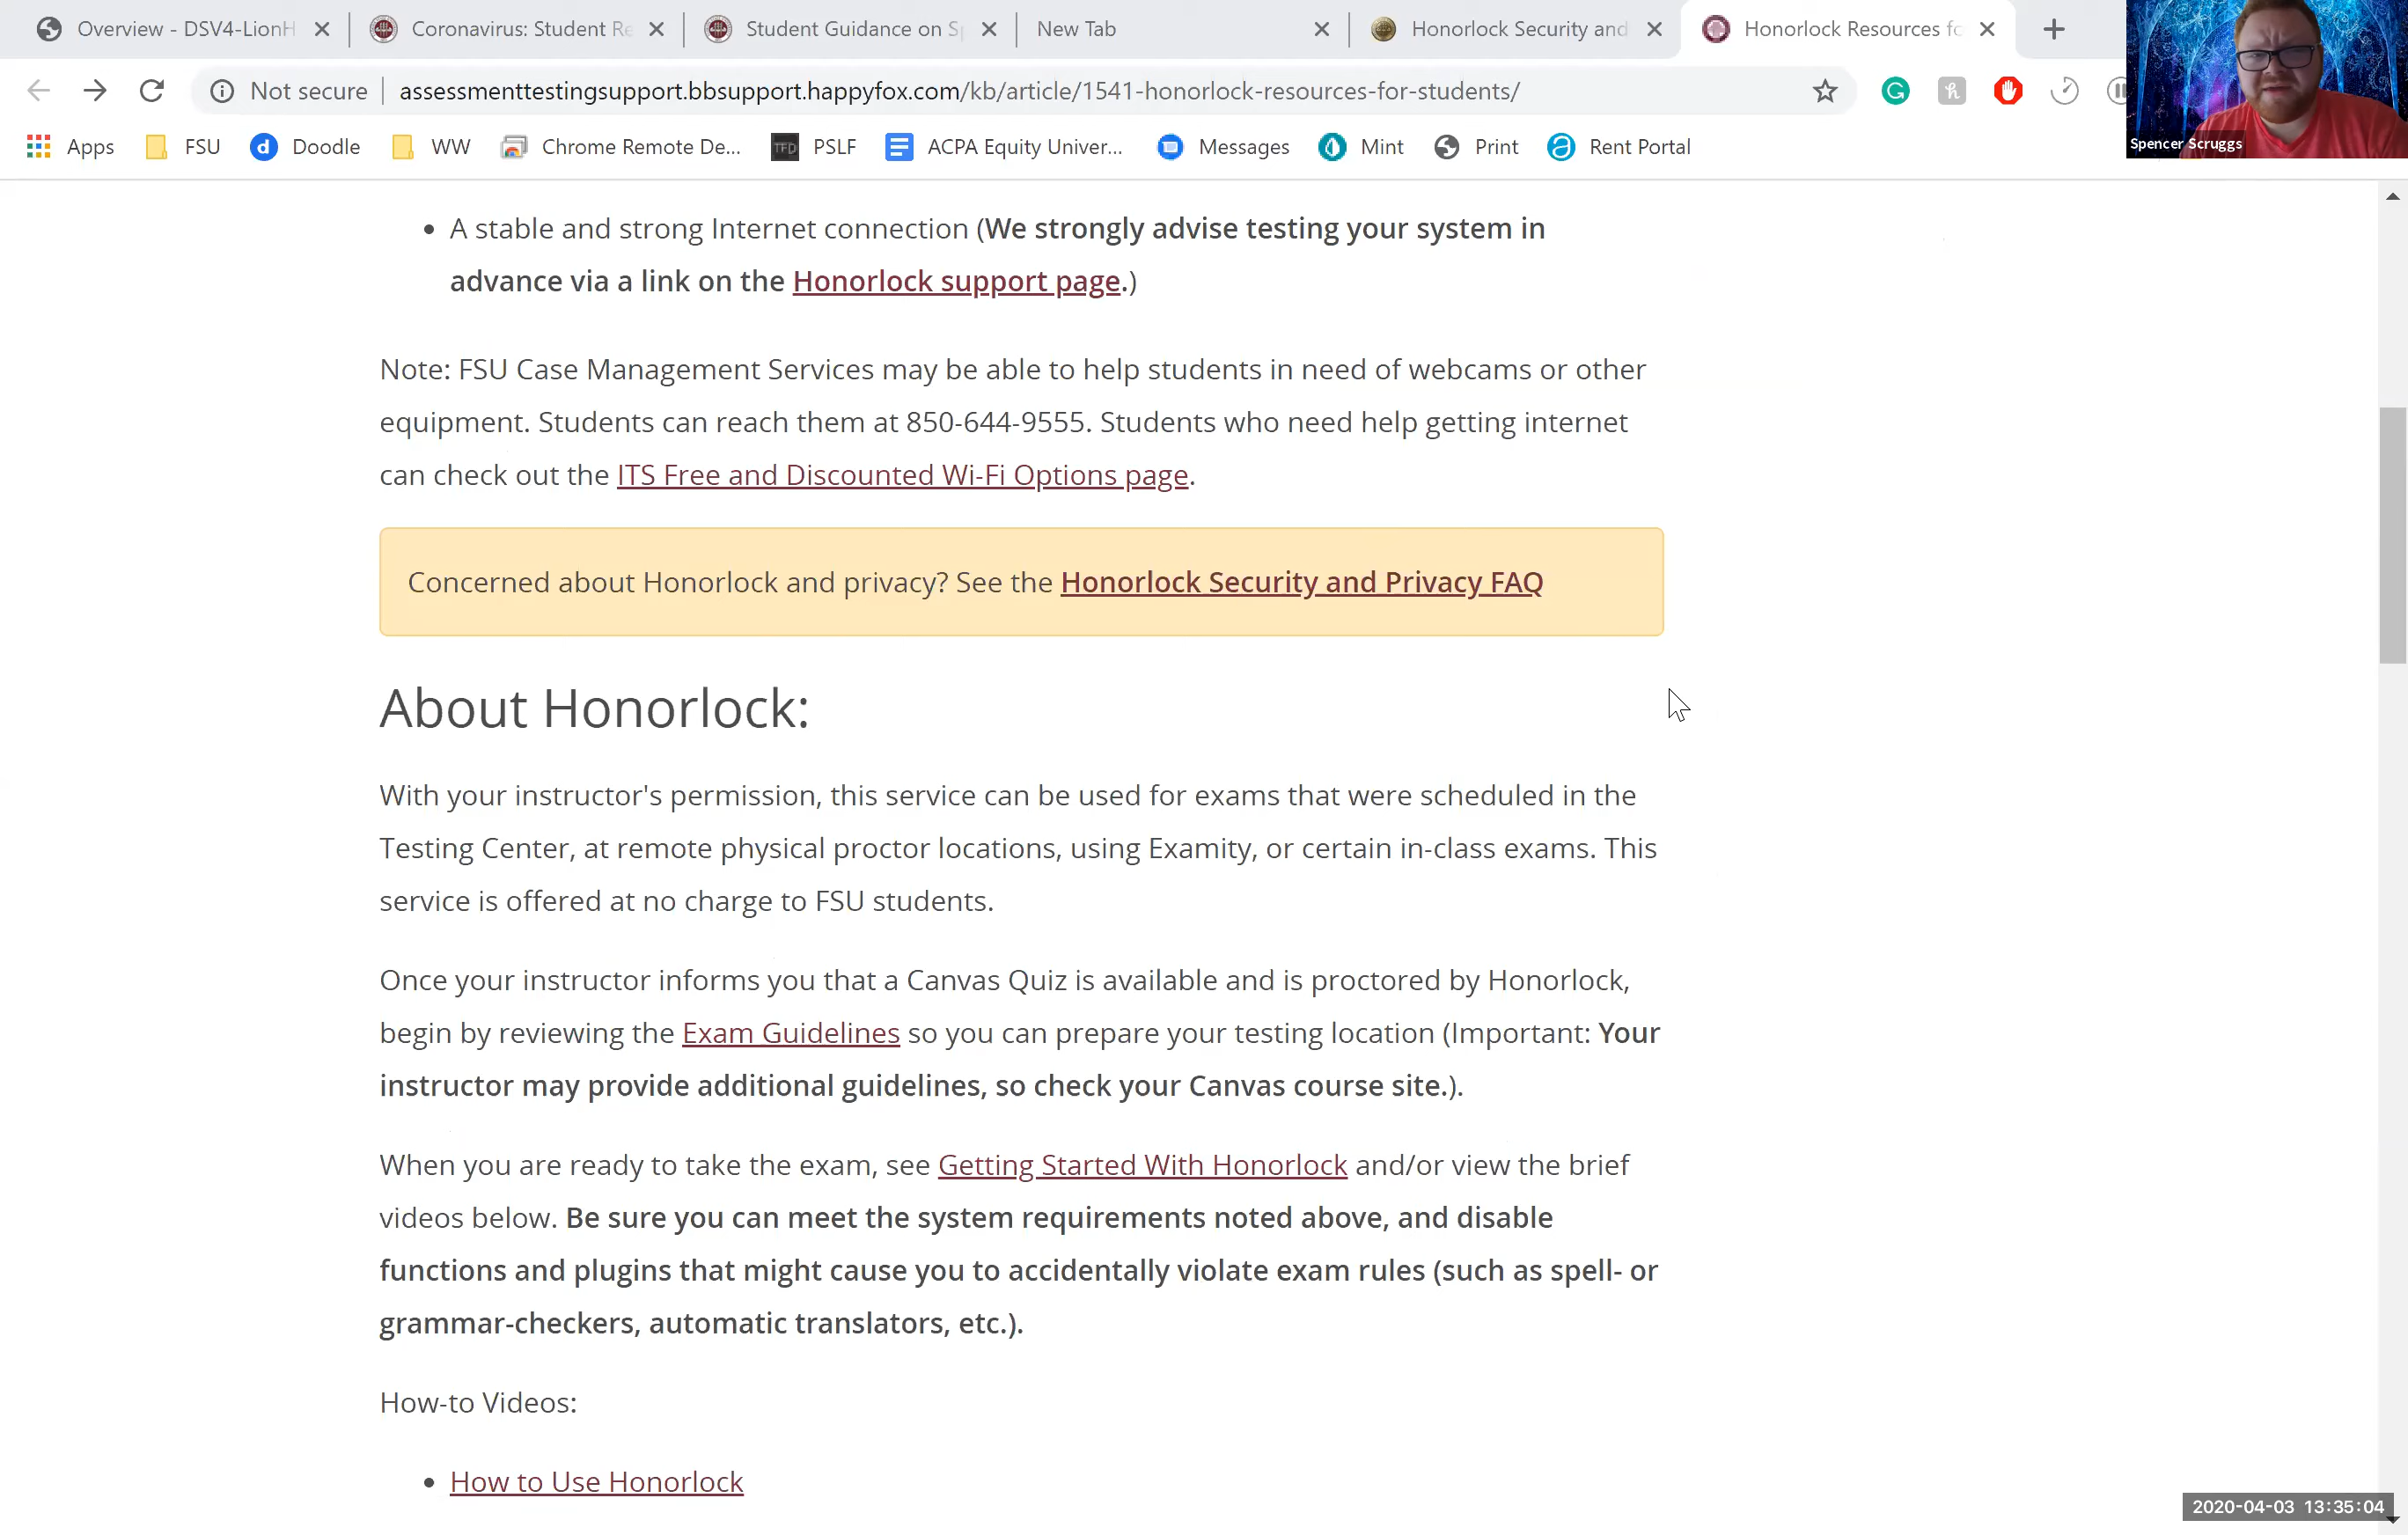 Overview - DSV4-LionH
Coronavirus: Student Re
Student Guidance on Sp
New Tab
Honorlock Security and
Honorlock Resources fo
Not secure
assessmenttestingsupport.bbsupport.happyfox.com/kb/article/1541-honorlock-resources-for-students/
Apps
FSU
Doodle
WW
Chrome Remote De...
TFD
PSLF
ACPA Equity Univer...
Messages
Mint
Print
Rent Portal
Spencer Scruggs
• A stable and strong Internet connection (We strongly advise testing your system in
advance via a link on the Honorlock support page.)
Note: FSU Case Management Services may be able to help students in need of webcams or other
equipment. Students can reach them at 850-644-9555. Students who need help getting internet
can check out the ITS Free and Discounted Wi-Fi Options page.
Concerned about Honorlock and privacy? See the Honorlock Security and Privacy FAQ
About Honorlock:
With your instructor's permission, this service can be used for exams that were scheduled in the
Testing Center, at remote physical proctor locations, using Examity, or certain in-class exams. This
service is offered at no charge to FSU students.
Once your instructor informs you that a Canvas Quiz is available and is proctored by Honorlock,
begin by reviewing the Exam Guidelines so you can prepare your testing location (Important: Your
instructor may provide additional guidelines, so check your Canvas course site.).
When you are ready to take the exam, see Getting Started With Honorlock and/or view the brief
videos below. Be sure you can meet the system requirements noted above, and disable
functions and plugins that might cause you to accidentally violate exam rules (such as spell- or
grammar-checkers, automatic translators, etc.).
How-to Videos:
• How to Use Honorlock
2020-04-03 13:35:04